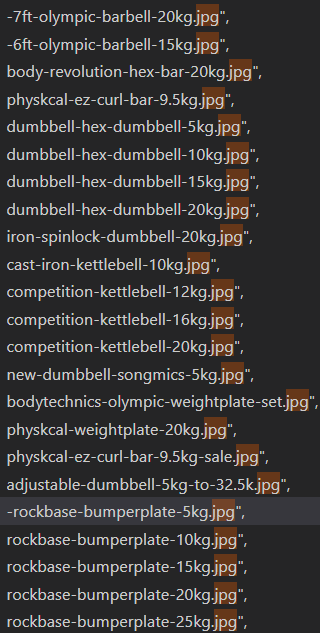 -7ft-olympic-barbell-20kg.jpg",
-6ft-olympic-barbell-15kg.jpg",
body-revolution-hex-bar-20kg.jpg",
physkcal-ez-curl-bar-9.5kg.jpg",
dumbbell-hex-dumbbell-5kg.jpg",
dumbbell-hex-dumbbell-10kg.jpg",
dumbbell-hex-dumbbell-15kg.jpg",
dumbbell-hex-dumbbell-20kg.jpg",
iron-spinlock-dumbbell-20kg.jpg",
cast-iron-kettlebell-10kg.jpg",
competition-kettlebell-12kg.jpg",
competition-kettlebell-16kg.jpg",
competition-kettlebell-20kg.jpg",
new-dumbbell-songmics-5kg.jpg",
bodytechnics-olympic-weightplate-set.jpg",
physkcal-weightplate-20kg.jpg",
physkcal-ez-curl-bar-9.5kg-sale.jpg",
adjustable-dumbbell-5kg-to-32.5k.jpg",
-rockbase-bumperplate-5kg.jpg",
rockbase-bumperplate-10kg.jpg",
rockbase-bumperplate-15kg.jpg",
rockbase-bumperplate-20kg.jpg",
rockbase-bumperplate-25kg.jpg",